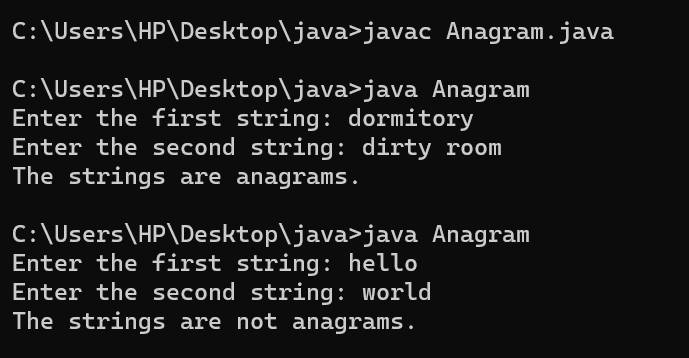 C:\Users\HP\Desktop\java>javac Anagram.java
C:\Users\HP\Desktop\java>java Anagram
Enter the first string: dormitory
Enter the second string: dirty room
The strings are anagrams.
C:\Users\HP\Desktop\java>java Anagram
Enter the first string: hello
Enter the second string: world
The strings are not anagrams.